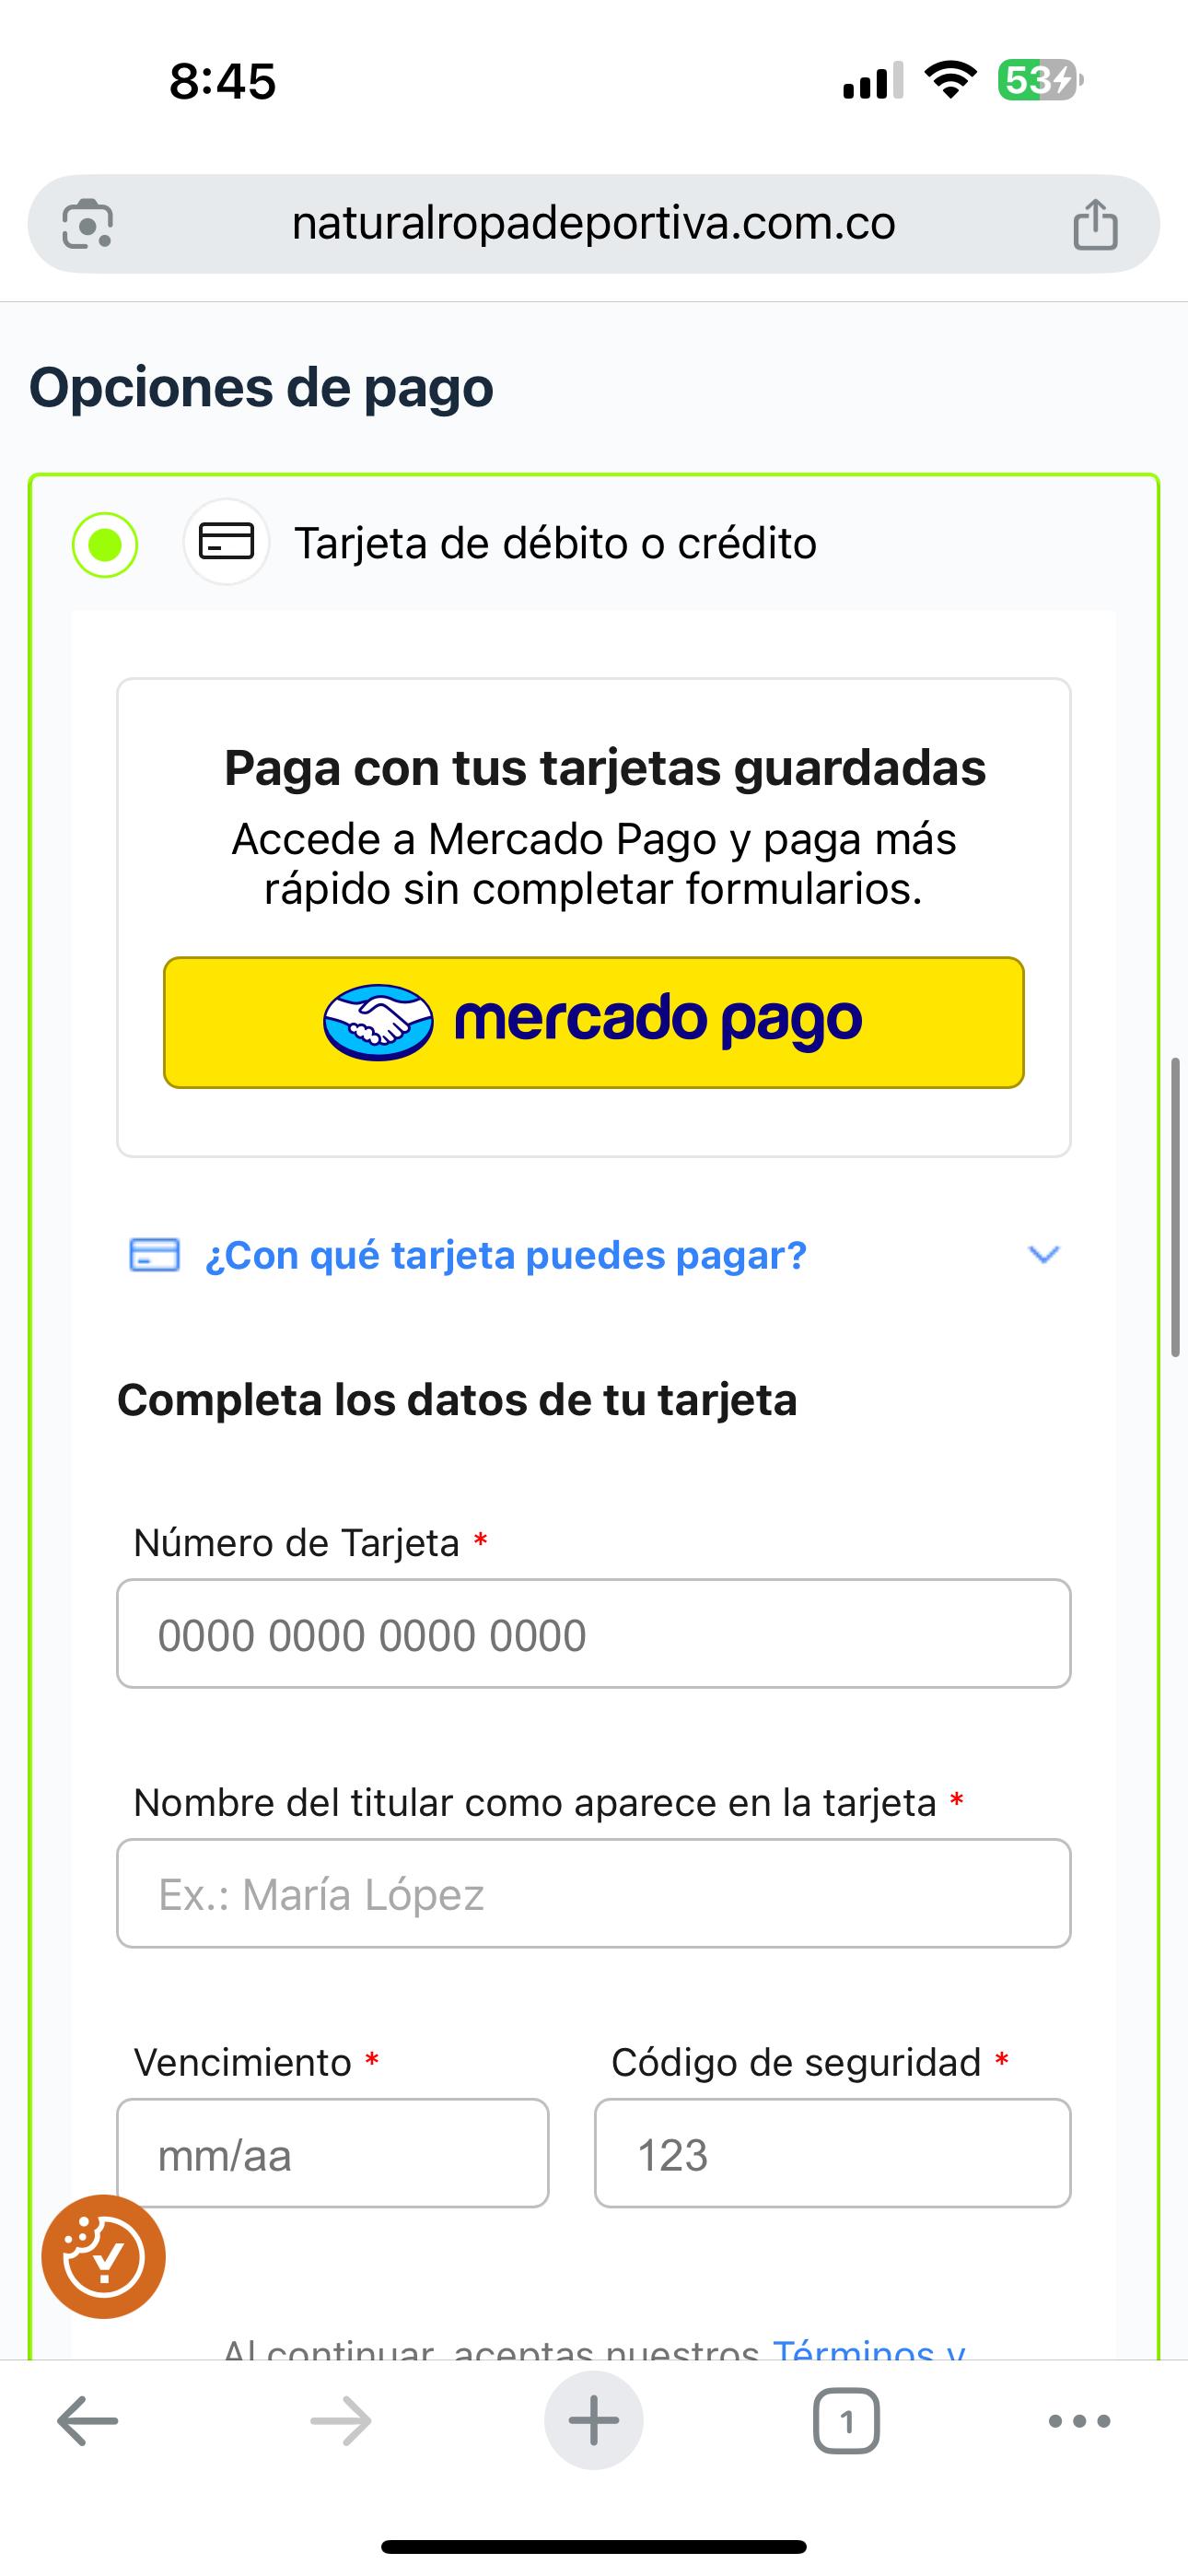 8:45
53
naturalropadeportiva.com.co
Opciones de pago
Tarjeta de débito o crédito
Paga con tus tarjetas guardadas
Accede a Mercado Pago y paga más
rápido sin completar formularios.
mercado pago
¿Con qué tarjeta puedes pagar?
Completa los datos de tu tarjeta
Número de Tarjeta *
0000 0000 0000 0000
Nombre del titular como aparece en la tarjeta *
Ex.: María López
Vencimiento * Código de seguridad *
mm/aa 123
Al continuar, aceptas nuestros Términos y
1